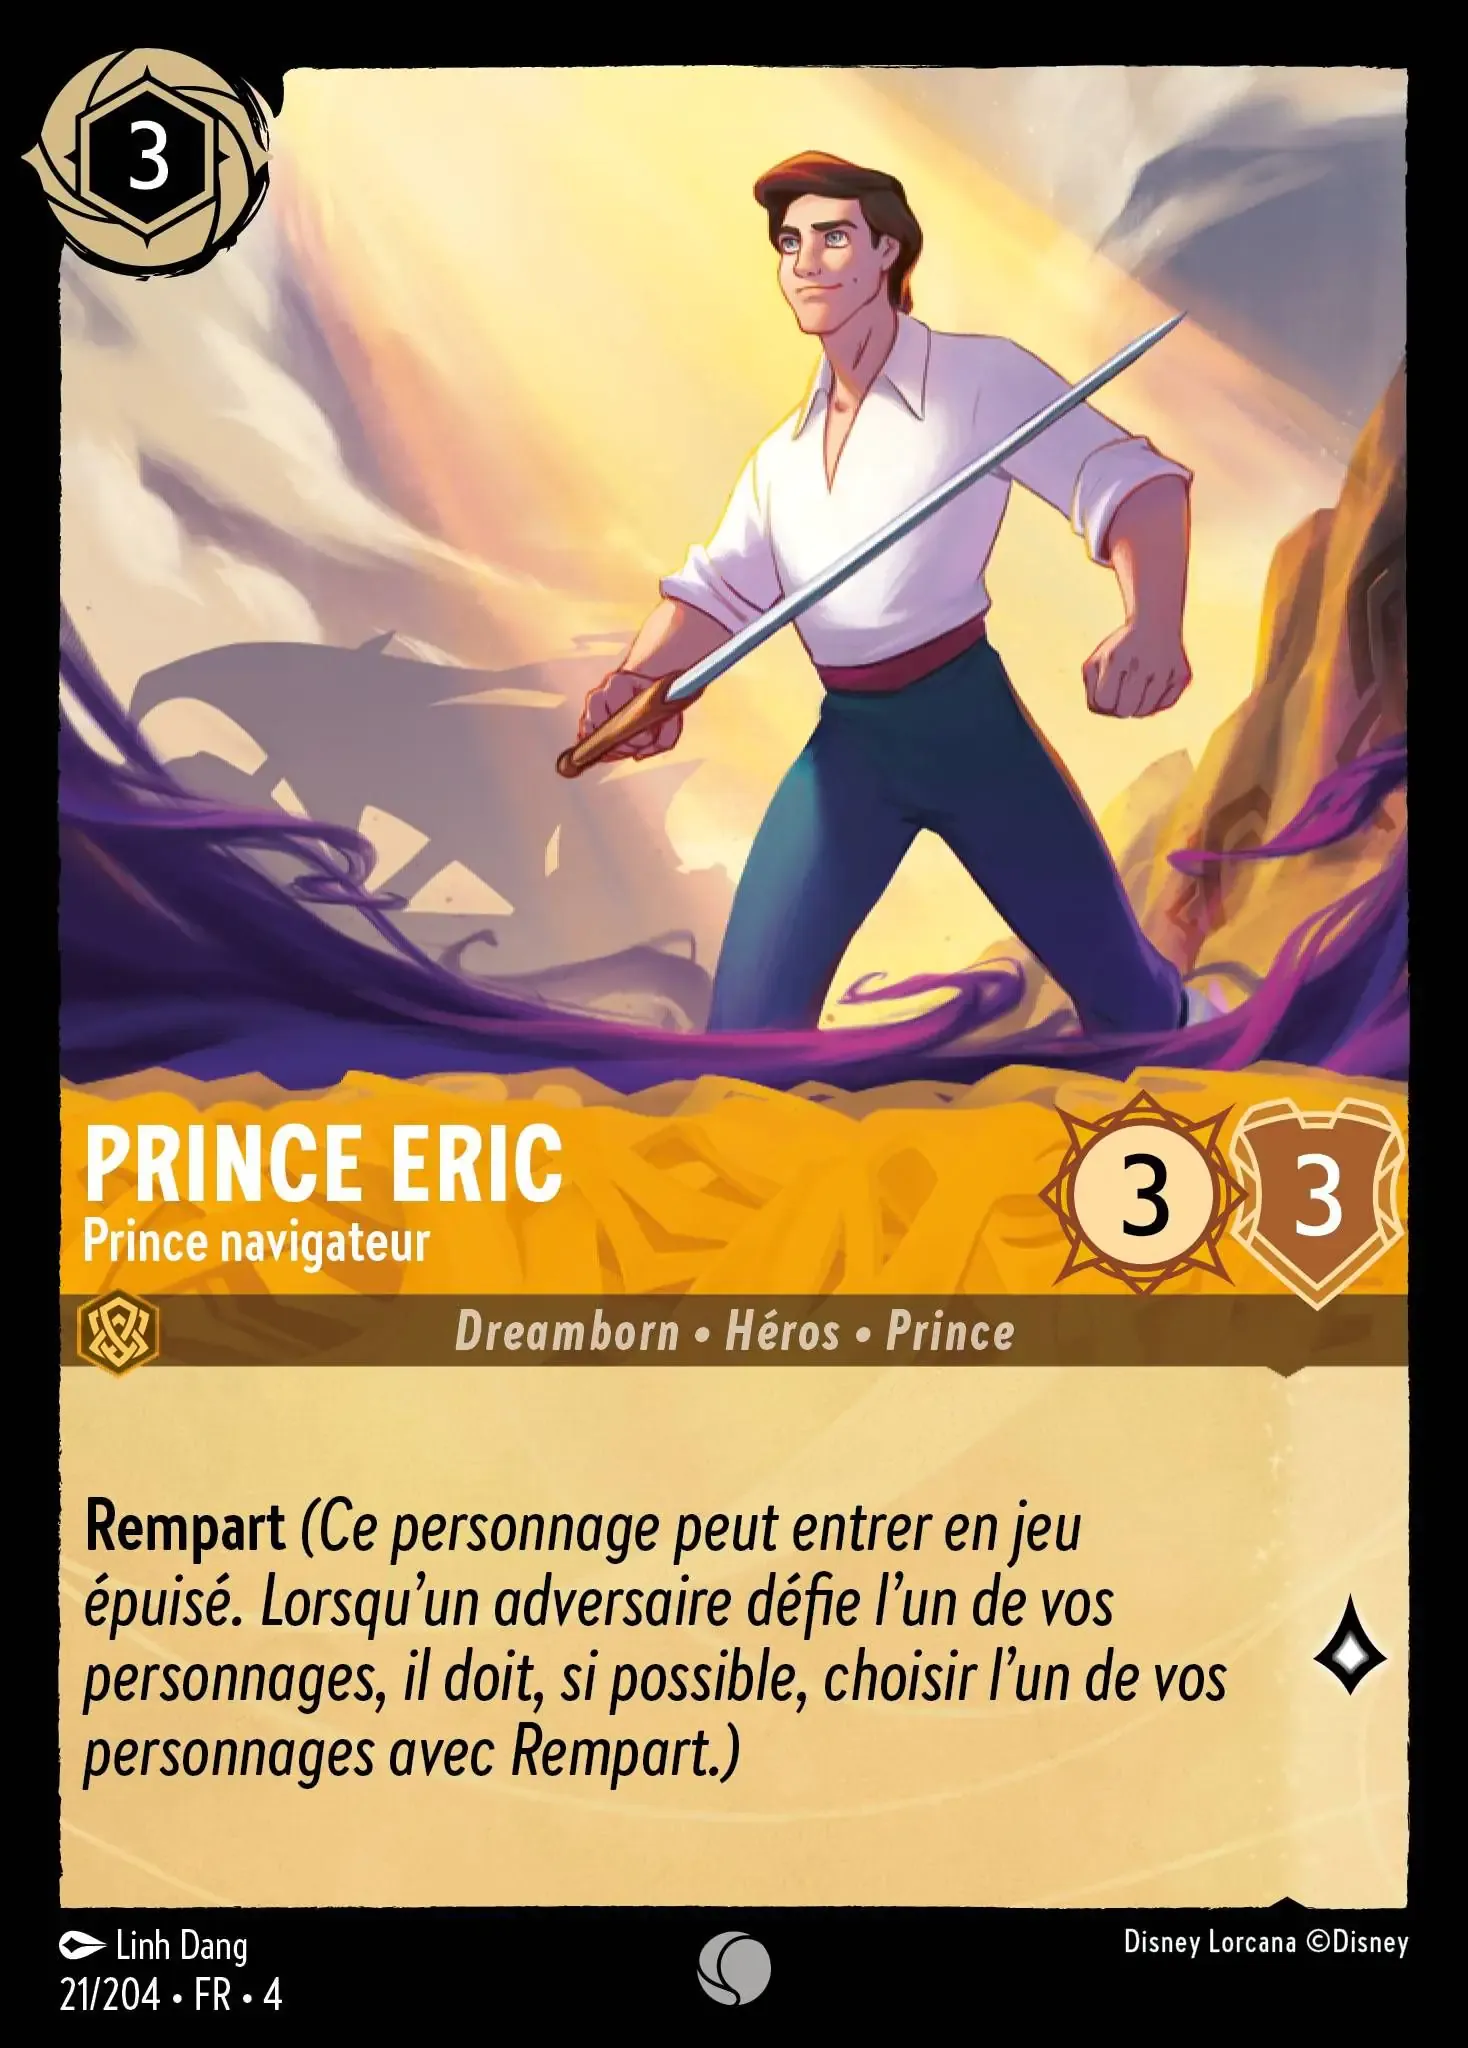 3
PRINCE ERIC
Prince navigateur
3
3
Dreamborn • Héros • Prince
Rempart (Ce personnage peut entrer en jeu
épuisé. Lorsqu’un adversaire défie l’un de vos
personnages, il doit, si possible, choisir l’un de vos
personnages avec Rempart.)
Linh Dang
Disney Lorcana ©Disney
21/204 • FR • 4